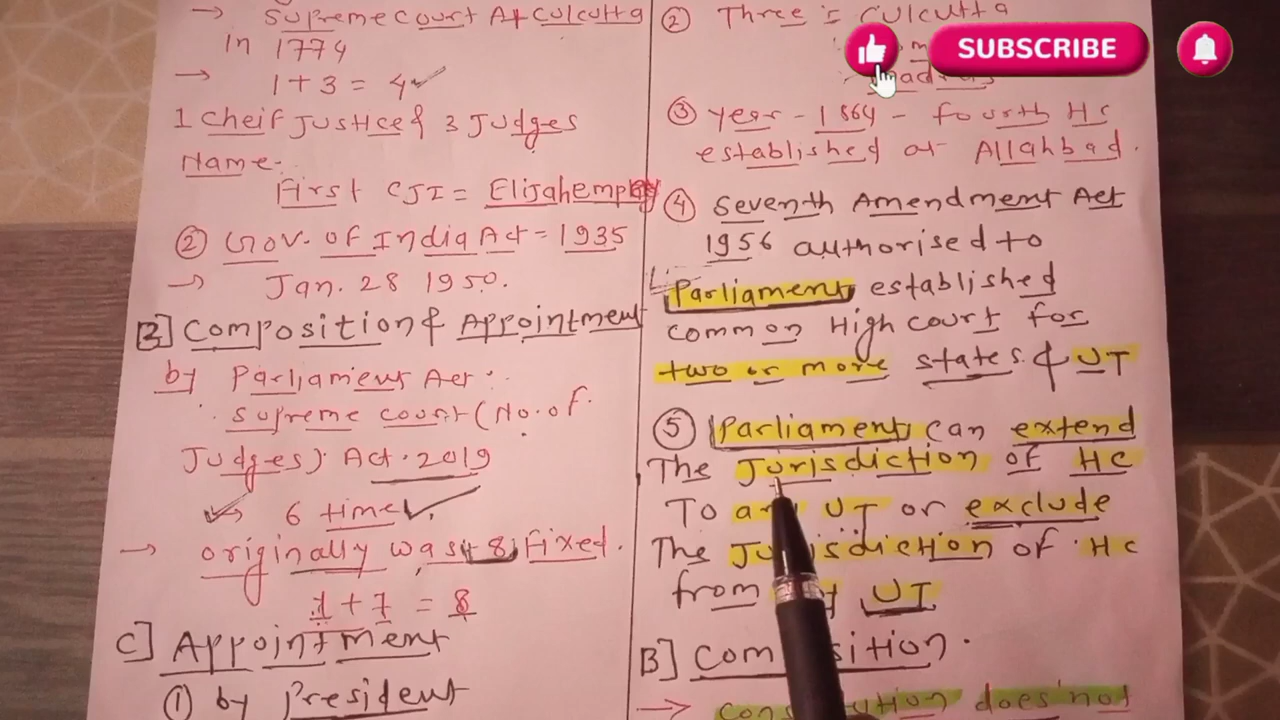 → Supreme court At Culcutta
In 1774
→ 1 + 3 = 4
1 Cheif Justice & 3 Judges
Name-
First CJI = Elijahempey
② Gov. of India Act = 1935
→ Jan. 28 1950.
B] Composition & Appointment
by Parliament Act.
Supreme court (No. of
Judges) Act. 2019
→ 6 time
→ originally was 8 Fixed.
1 + 7 = 8
C] Appointment
① by President
② Three is Culcutta
SUBSCRIBE
③ Year - 1864 - fourth Hc
established at Allahbad.
④ Seventh Amendment Act
1956 authorised to
Parliament established
common High court for
two or more states. & UT
⑤ Parliament can extend
The Jurisdiction of Hc
To any UT or exclude
The Jurisdiction of Hc
from UT
B] Composition.
→ constitution does not